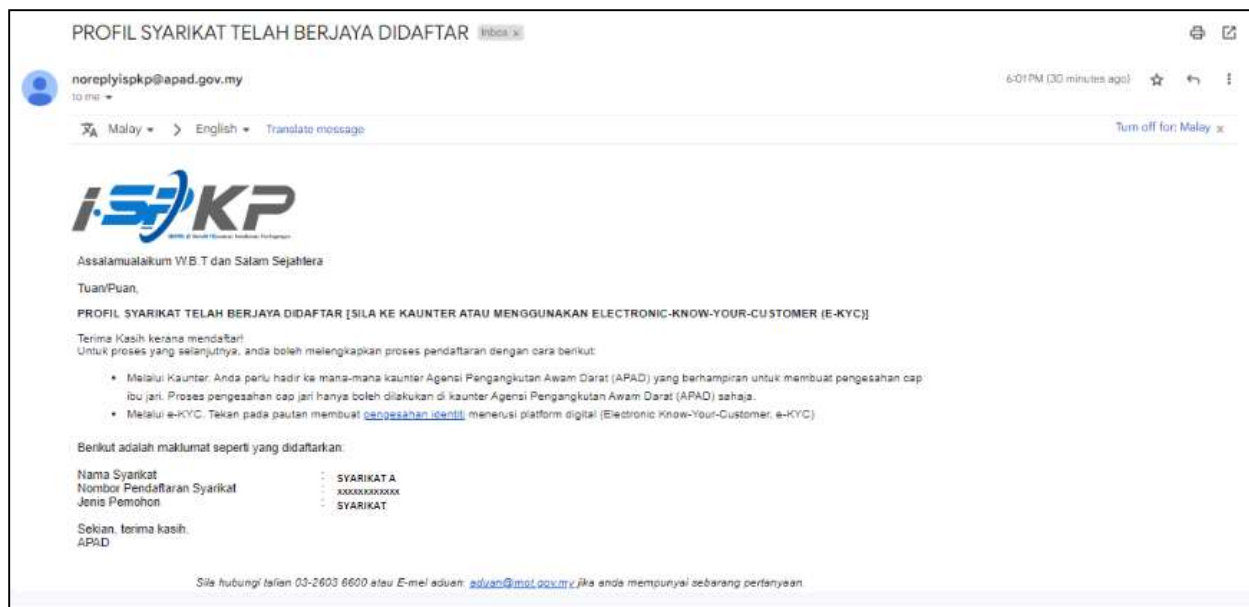 PROFIL SYARIKAT TELAH BERJAYA DIDAFTAR Inbox x
noreplyispkp@apad.gov.my
6:01 PM (30 minutes ago)
to me
Malay > English Translate message
Turn off for: Malay x
i-SPKP
Assalamualaikum W.B.T dan Salam Sejahtera
Tuan/Puan,
PROFIL SYARIKAT TELAH BERJAYA DIDAFTAR [SILA KE KAUNTER ATAU MENGGUNAKAN ELECTRONIC-KNOW-YOUR-CUSTOMER (E-KYC)]
Terima Kasih kerana mendaftar!
Untuk proses yang selanjutnya, anda boleh melengkapkan proses pendaftaran dengan cara berikut:
• Melalui Kaunter. Anda perlu hadir ke mana-mana kaunter Agensi Pengangkutan Awam Darat (APAD) yang berhampiran untuk membuat pengesahan cap
ibu jari. Proses pengesahan cap jari hanya boleh dilakukan di kaunter Agensi Pengangkutan Awam Darat (APAD) sahaja.
• Melalui e-KYC. Tekan pada pautan membuat pengesahan identiti menerusi platform digital (Electronic Know-Your-Customer, e-KYC)
Berikut adalah maklumat seperti yang didaftarkan:
Nama Syarikat : SYARIKAT A
Nombor Pendaftaran Syarikat : xxxxxxxxxxxx
Jenis Pemohon : SYARIKAT
Sekian, terima kasih.
APAD
Sila hubungi talian 03-2603 6600 atau E-mel aduan: aduan@mot.gov.my jika anda mempunyai sebarang pertanyaan.